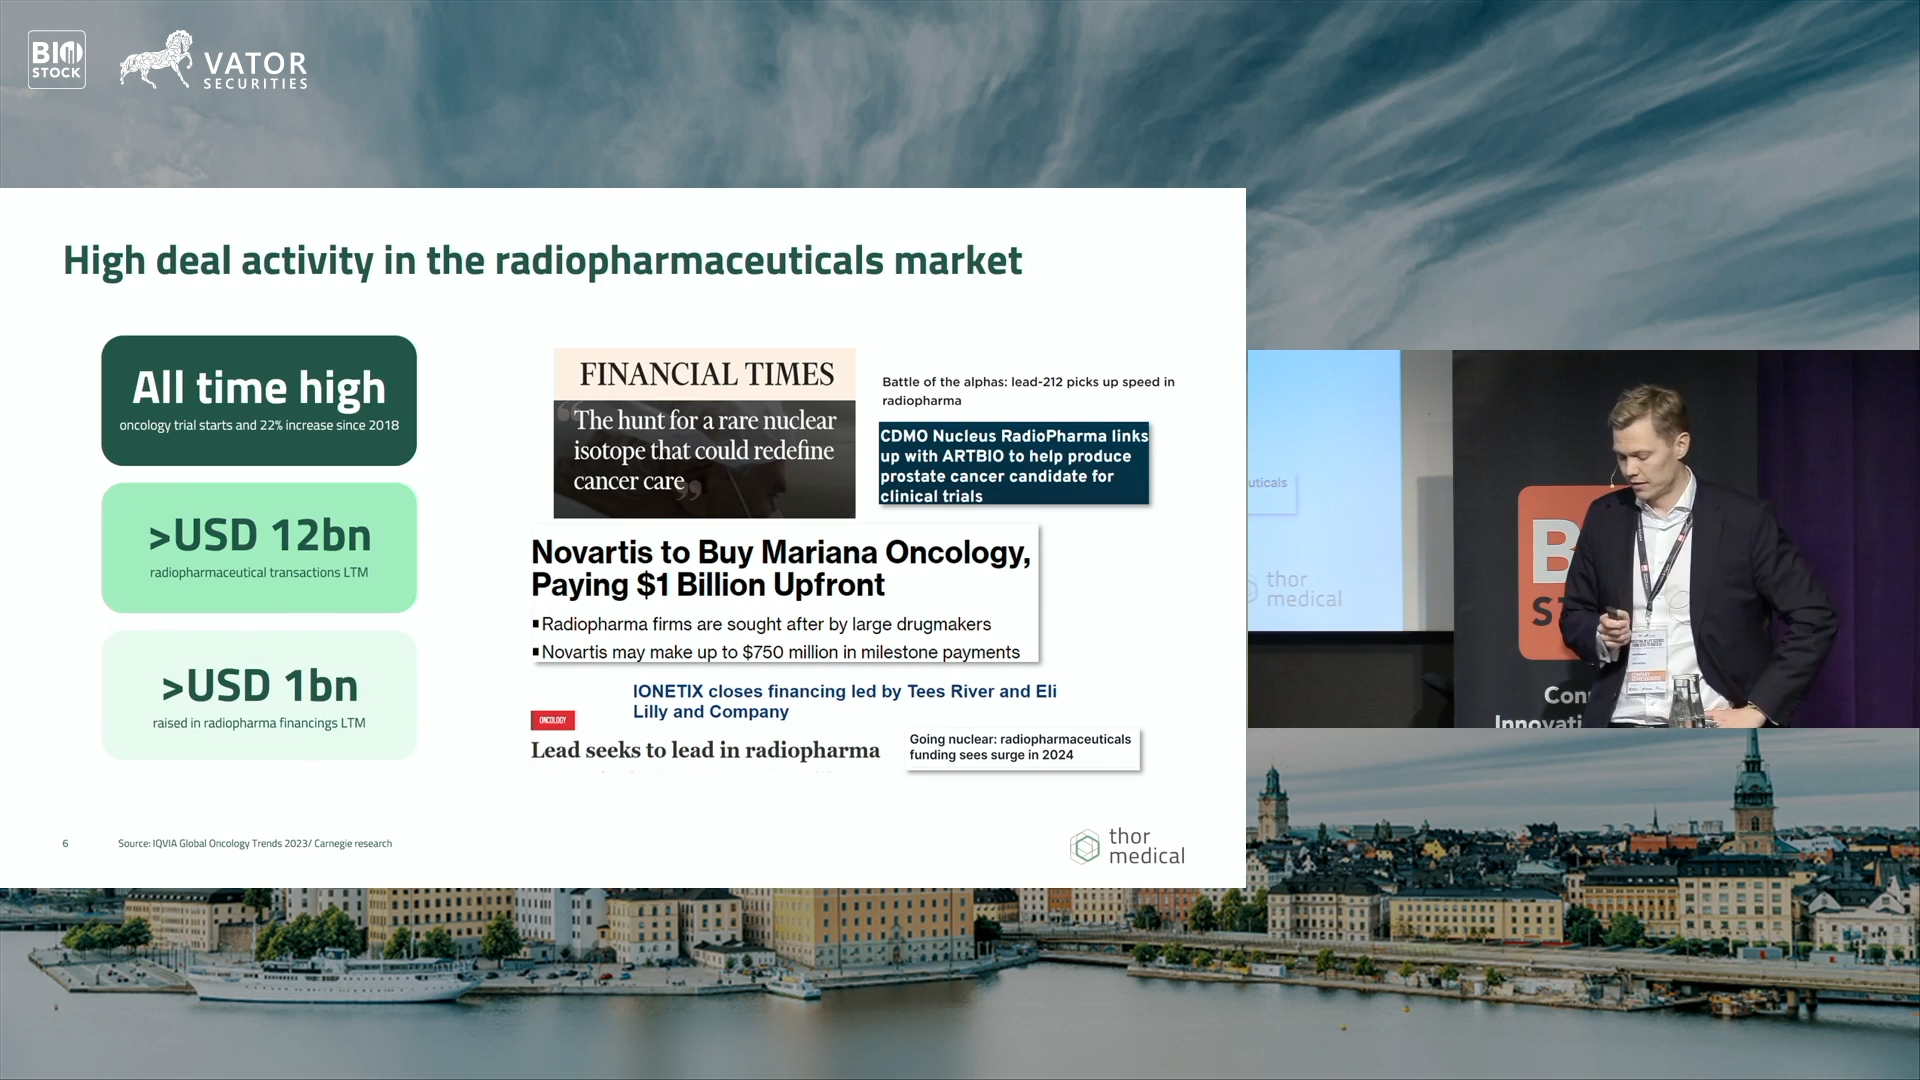 BIO
STOCK
VATOR
SECURITIES
High deal activity in the radiopharmaceuticals market
All time high
oncology trial starts and 22% increase since 2018
>USD 12bn
radiopharmaceutical transactions LTM
>USD 1bn
raised in radiopharma financings LTM
FINANCIAL TIMES
“The hunt for a rare nuclear
isotope that could redefine
cancer care”
Battle of the alphas: lead-212 picks up speed in
radiopharma
CDMO Nucleus RadioPharma links
up with ARTBIO to help produce
prostate cancer candidate for
clinical trials
Novartis to Buy Mariana Oncology,
Paying $1 Billion Upfront
▪Radiopharma firms are sought after by large drugmakers
▪Novartis may make up to $750 million in milestone payments
IONETIX closes financing led by Tees River and Eli
Lilly and Company
ONCOLOGY
Lead seeks to lead in radiopharma
Going nuclear: radiopharmaceuticals
funding sees surge in 2024
6
Source: IQVIA Global Oncology Trends 2023/ Carnegie research
thor
medical
uticals
thor
medical
B
S
Con
Innovati